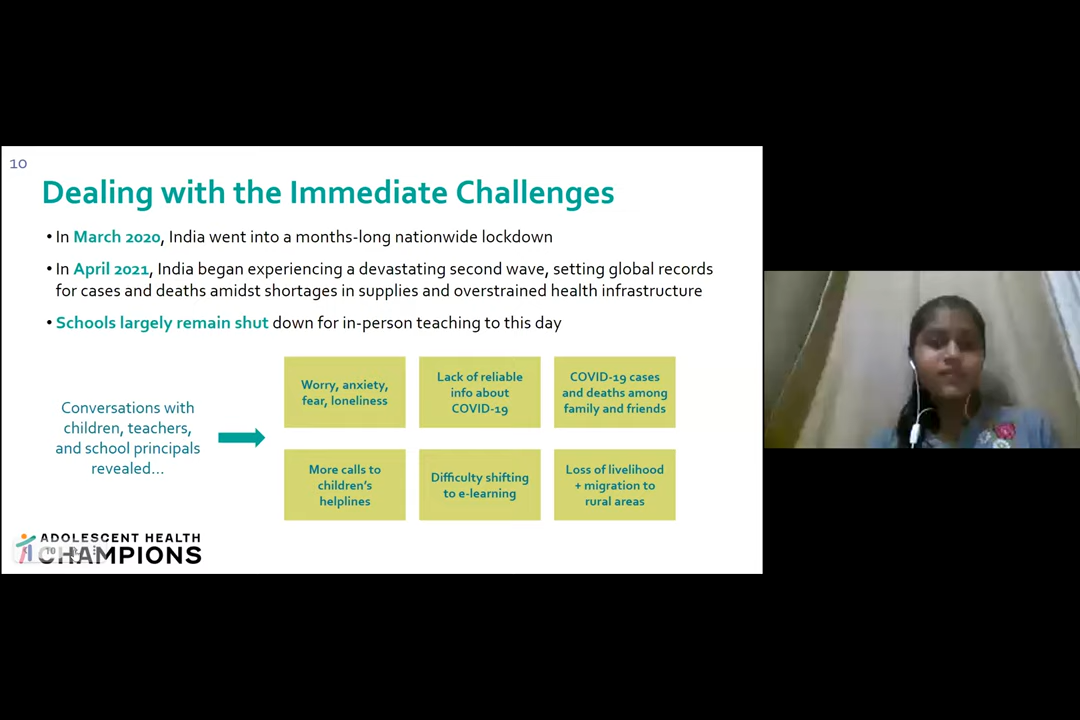 10
Dealing with the Immediate Challenges
• In March 2020, India went into a months-long nationwide lockdown
• In April 2021, India began experiencing a devastating second wave, setting global records
for cases and deaths amidst shortages in supplies and overstrained health infrastructure
• Schools largely remain shut down for in-person teaching to this day
Conversations with
children, teachers,
and school principals
revealed...
Worry, anxiety,
fear, loneliness
Lack of reliable
info about
COVID-19
COVID-19 cases
and deaths among
family and friends
More calls to
children's
helplines
Difficulty shifting
to e-learning
Loss of livelihood
+ migration to
rural areas
ADOLESCENT HEALTH
CHAMPIONS
10